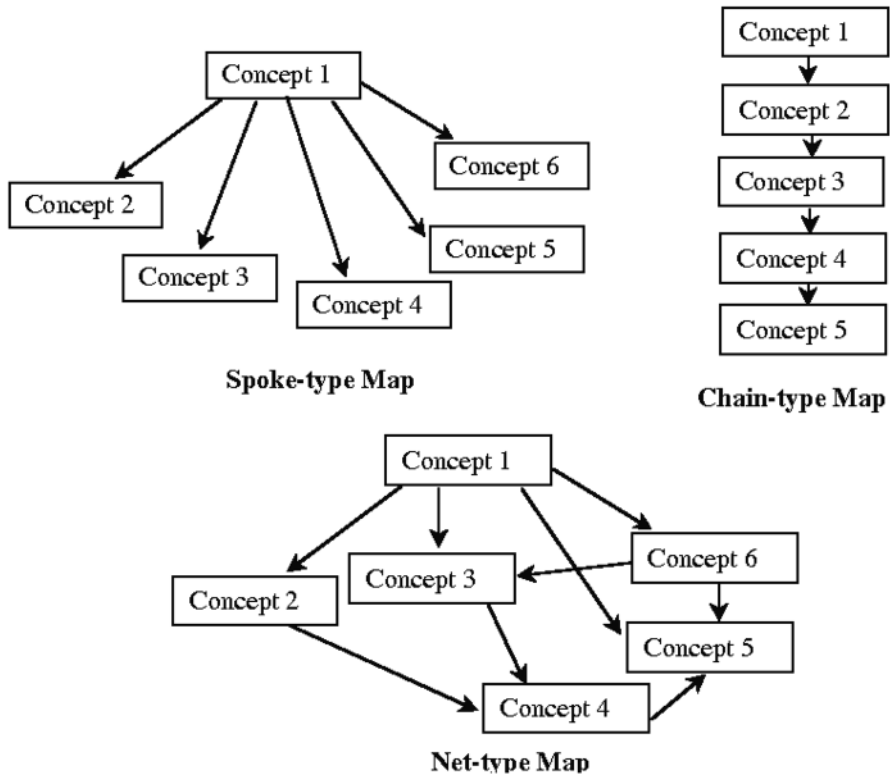 Concept 1
Concept 2
Concept 3
Concept 4
Concept 5
Concept 6
Spoke-type Map
Concept 1
Concept 2
Concept 3
Concept 4
Concept 5
Chain-type Map
Concept 1
Concept 2
Concept 3
Concept 6
Concept 5
Concept 4
Net-type Map